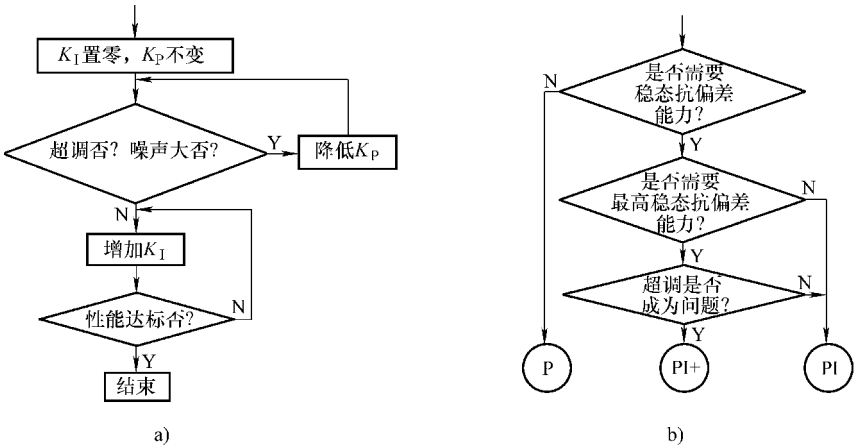 K_I置零，K_P不变
超调否？噪声大否？
Y
降低K_P
N
增加K_I
性能达标否？
N
Y
结束
a)
是否需要
稳态抗偏差
能力？
N
Y
是否需要
最高稳态抗偏差
能力？
N
Y
超调是否
成为问题？
N
Y
P
PI+
PI
b)